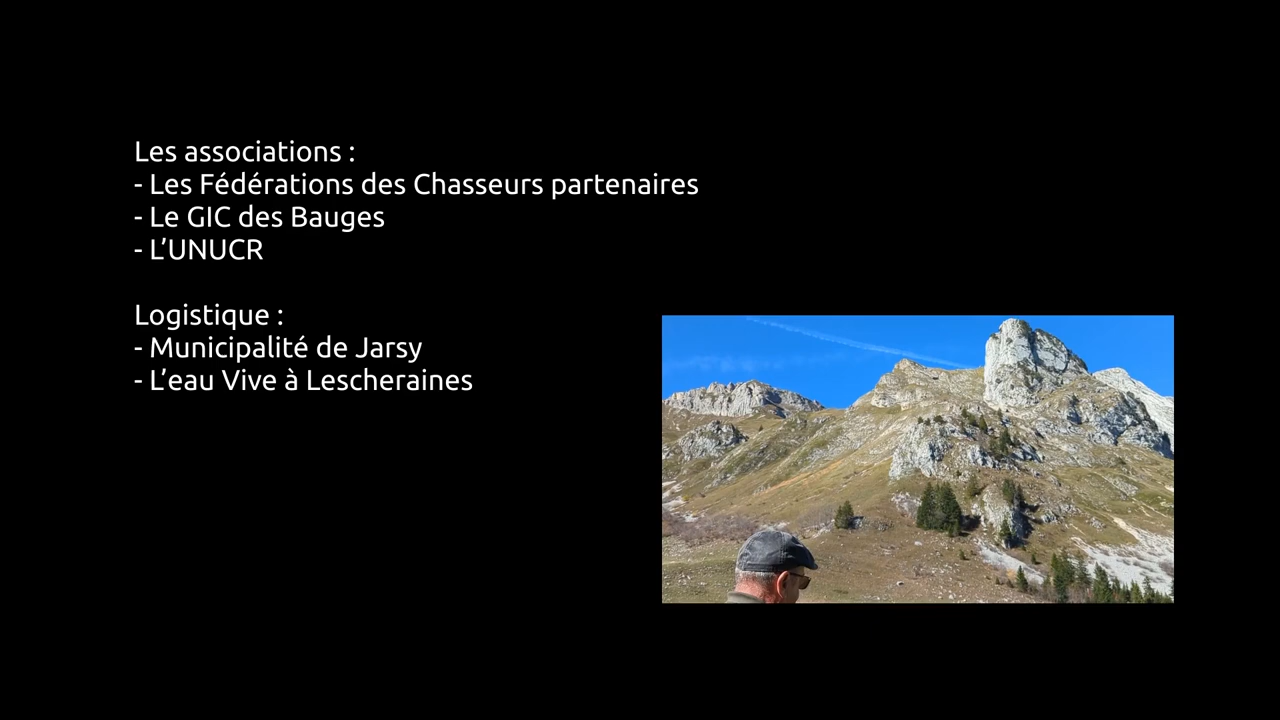 Les associations :
- Les Fédérations des Chasseurs partenaires
- Le GIC des Bauges
- L’UNUCR
Logistique :
- Municipalité de Jarsy
- L’eau Vive à Lescheraines